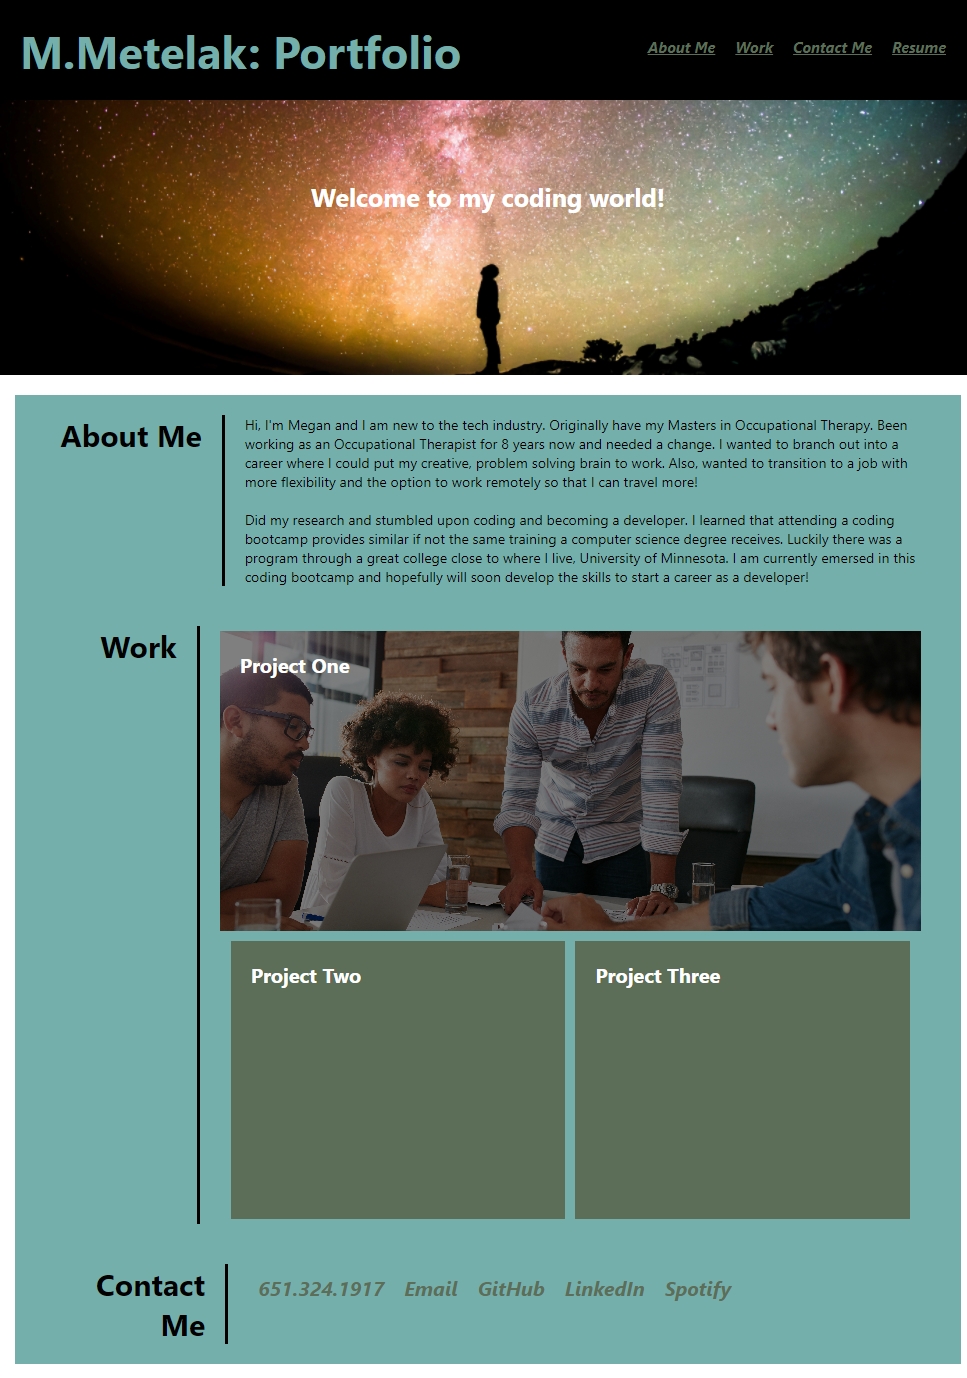 M.Metelak: Portfolio
About Me Work Contact Me Resume
Welcome to my coding world!
About Me
Hi, I'm Megan and I am new to the tech industry. Originally have my Masters in Occupational Therapy. Been
working as an Occupational Therapist for 8 years now and needed a change. I wanted to branch out into a
career where I could put my creative, problem solving brain to work. Also, wanted to transition to a job with
more flexibility and the option to work remotely so that I can travel more!
Did my research and stumbled upon coding and becoming a developer. I learned that attending a coding
bootcamp provides similar if not the same training a computer science degree receives. Luckily there was a
program through a great college close to where I live, University of Minnesota. I am currently emersed in this
coding bootcamp and hopefully will soon develop the skills to start a career as a developer!
Work
Project One
Project Two
Project Three
Contact
Me
651.324.1917 Email GitHub LinkedIn Spotify